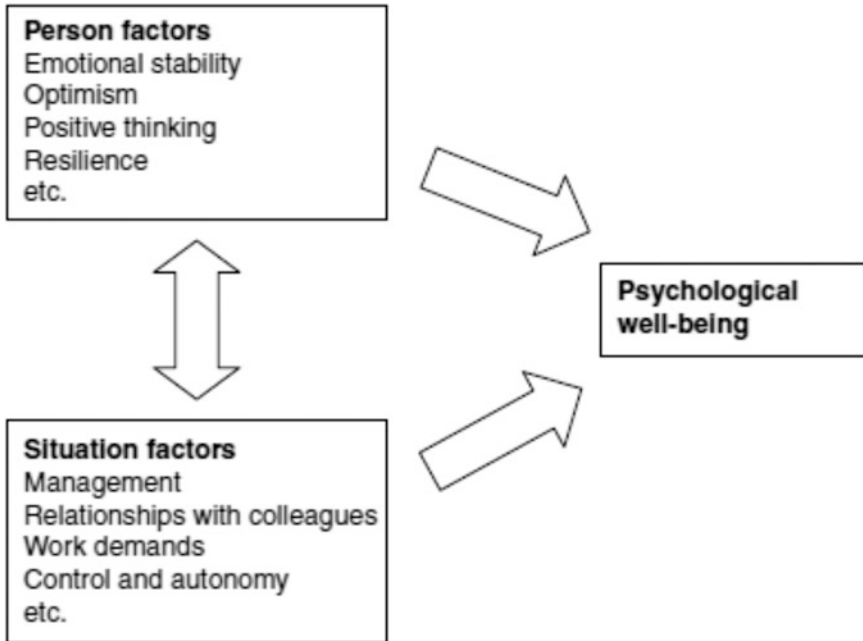 Person factors
Emotional stability
Optimism
Positive thinking
Resilience
etc.
Psychological
well-being
Situation factors
Management
Relationships with colleagues
Work demands
Control and autonomy
etc.